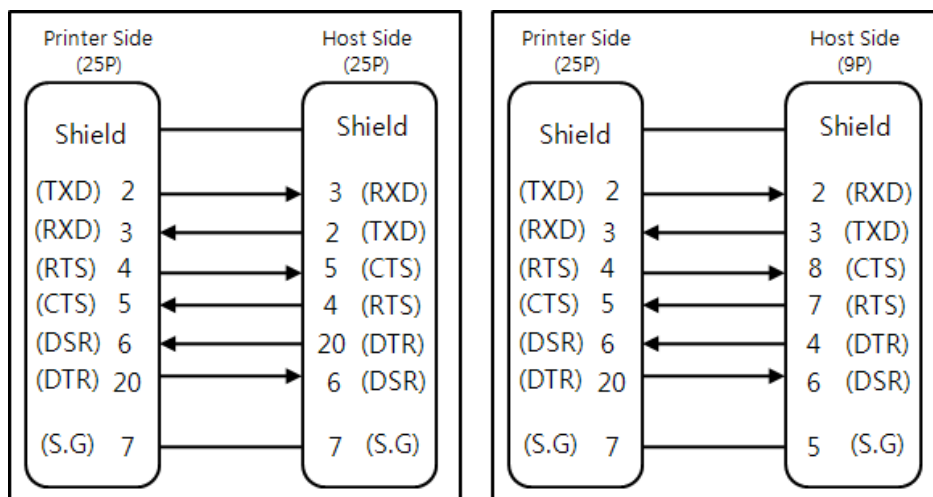 Printer Side
(25P)
Host Side
(25P)
Shield
Shield
(TXD) 2
3 (RXD)
(RXD) 3
2 (TXD)
(RTS) 4
5 (CTS)
(CTS) 5
4 (RTS)
(DSR) 6
20 (DTR)
(DTR) 20
6 (DSR)
(S.G) 7
7 (S.G)
Printer Side
(25P)
Host Side
(9P)
Shield
Shield
(TXD) 2
2 (RXD)
(RXD) 3
3 (TXD)
(RTS) 4
8 (CTS)
(CTS) 5
7 (RTS)
(DSR) 6
4 (DTR)
(DTR) 20
6 (DSR)
(S.G) 7
5 (S.G)